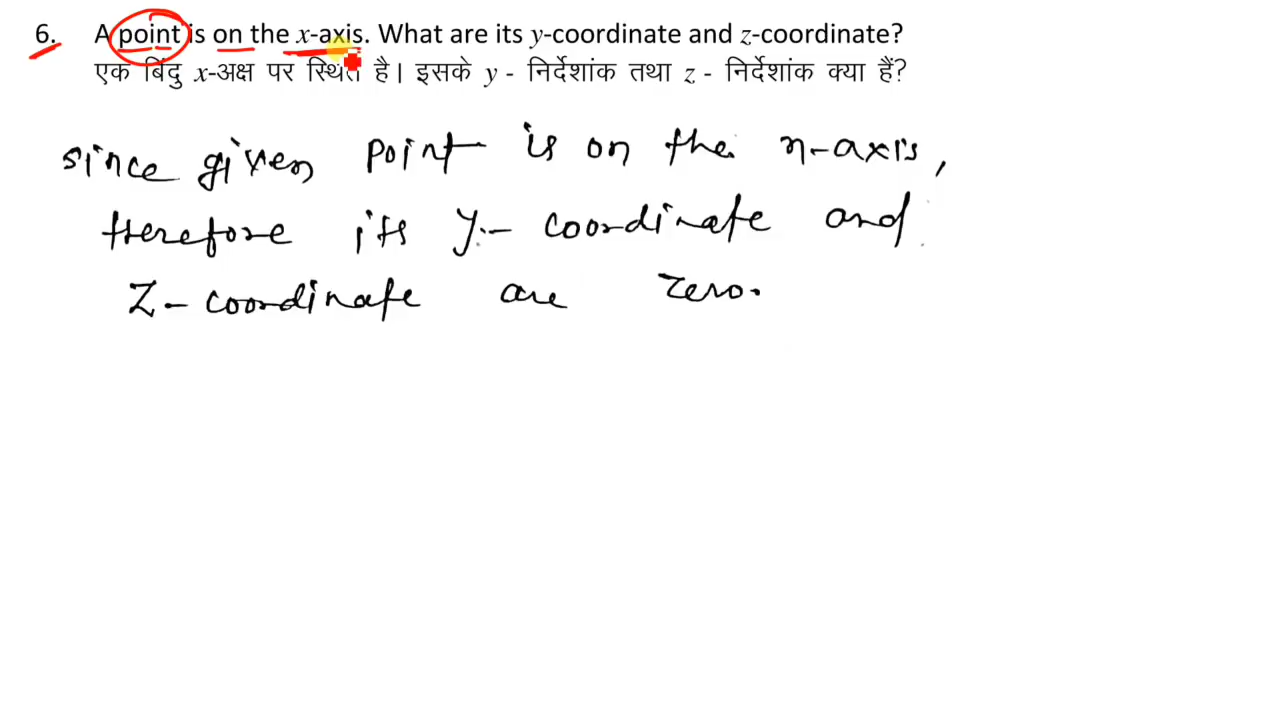 6. A point is on the x-axis. What are its y-coordinate and z-coordinate?
एक बिंदु x-अक्ष पर स्थित है। इसके y - निर्देशांक तथा z - निर्देशांक क्या हैं?
since given point is on the x-axis,
therefore its y- coordinate and
z-coordinate are zero.